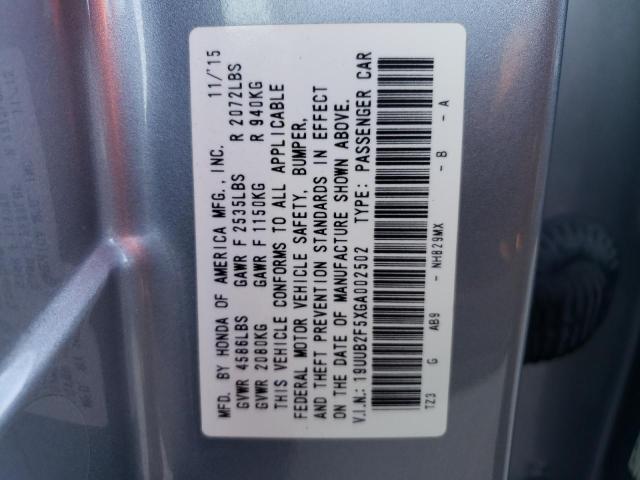 MFD. BY HONDA OF AMERICA MFG., INC. 11/'15
GVWR 4586LBS GAWR F 2535LBS R 2072LBS
GVWR 2080KG GAWR F 1150KG R 940KG
THIS VEHICLE CONFORMS TO ALL APPLICABLE
FEDERAL MOTOR VEHICLE SAFETY, BUMPER,
AND THEFT PREVENTION STANDARDS IN EFFECT
ON THE DATE OF MANUFACTURE SHOWN ABOVE.
V.I.N.: 19UUB2F5XGA002502 TYPE: PASSENGER CAR
TZ3 G AB9 - NH829MX - B - A